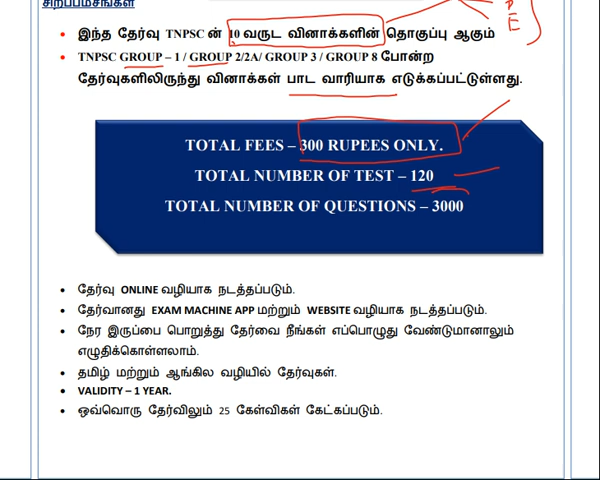 சிறப்பம்சங்கள்
P
E
இந்த தேர்வு TNPSC ன் 10 வருட வினாக்களின் தொகுப்பு ஆகும்
TNPSC GROUP – 1 / GROUP 2/2A/ GROUP 3 / GROUP 8 போன்ற
தேர்வுகளிலிருந்து வினாக்கள் பாட வாரியாக எடுக்கப்பட்டுள்ளது.
TOTAL FEES – 300 RUPEES ONLY.
TOTAL NUMBER OF TEST – 120
TOTAL NUMBER OF QUESTIONS – 3000
தேர்வு ONLINE வழியாக நடத்தப்படும்.
தேர்வானது EXAM MACHINE APP மற்றும் WEBSITE வழியாக நடத்தப்படும்.
நேர இருப்பை பொறுத்து தேர்வை நீங்கள் எப்பொழுது வேண்டுமானாலும்
எழுதிக்கொள்ளலாம்.
தமிழ் மற்றும் ஆங்கில வழியில் தேர்வுகள்.
VALIDITY – 1 YEAR.
ஒவ்வொரு தேர்விலும் 25 கேள்விகள் கேட்கப்படும்.